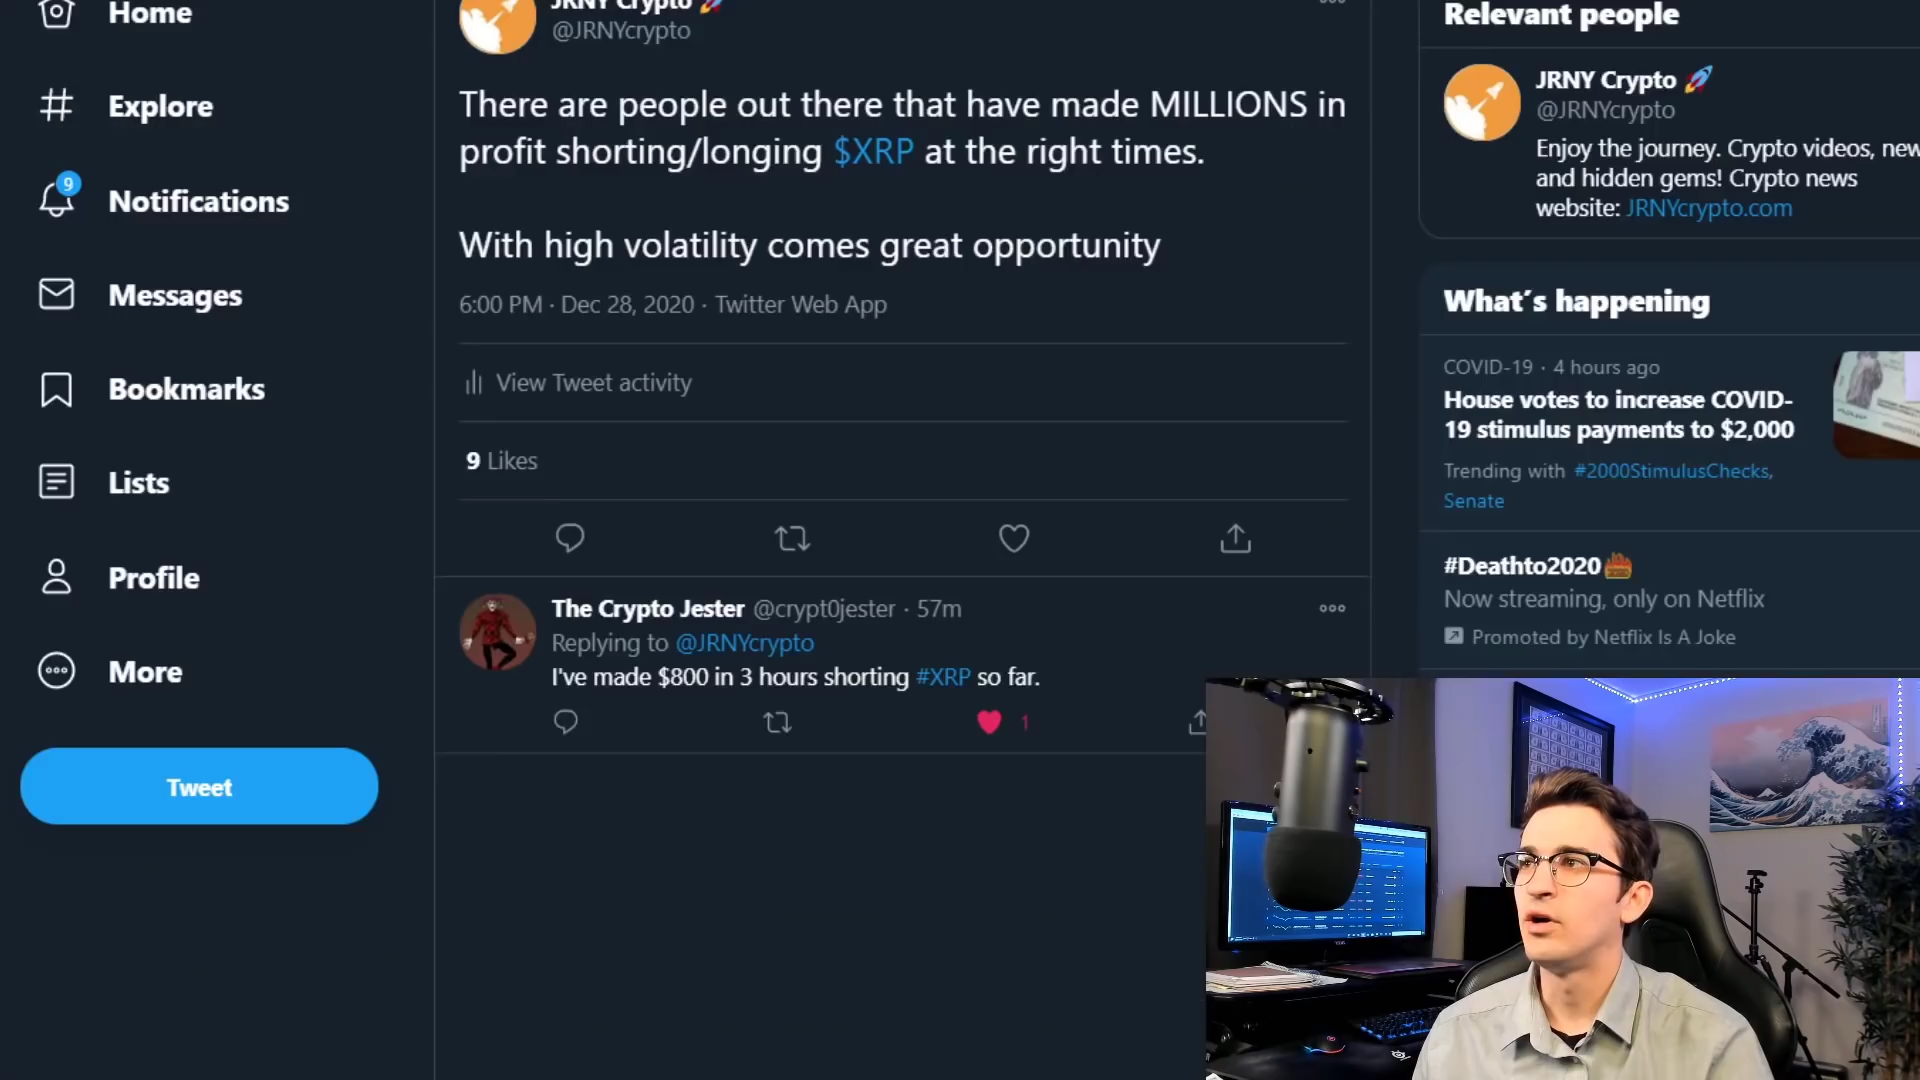 Home
Explore
9
Notifications
Messages
Bookmarks
Lists
Profile
More
Tweet
JRNY Crypto 🚀
@JRNYcrypto
There are people out there that have made MILLIONS in
profit shorting/longing $XRP at the right times.
With high volatility comes great opportunity
6:00 PM · Dec 28, 2020 · Twitter Web App
View Tweet activity
9 Likes
The Crypto Jester @crypt0jester · 57m
Replying to @JRNYcrypto
I've made $800 in 3 hours shorting #XRP so far.
1
Relevant people
JRNY Crypto 🚀
@JRNYcrypto
Enjoy the journey. Crypto videos, new
and hidden gems! Crypto news
website: JRNYcrypto.com
What´s happening
COVID-19 · 4 hours ago
House votes to increase COVID-
19 stimulus payments to $2,000
Trending with #2000StimulusChecks,
Senate
#Deathto2020
Now streaming, only on Netflix
Promoted by Netflix Is A Joke